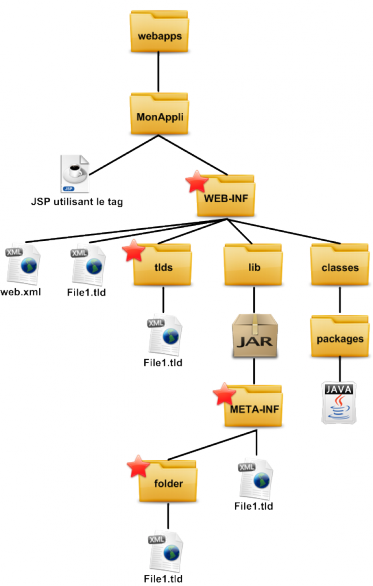 webapps
MonAppli
JSP
JSP utilisant le tag
WEB-INF
XML
web.xml
XML
File1.tld
tlds
lib
classes
XML
File1.tld
JAR
packages
JAVA
META-INF
folder
XML
File1.tld
XML
File1.tld